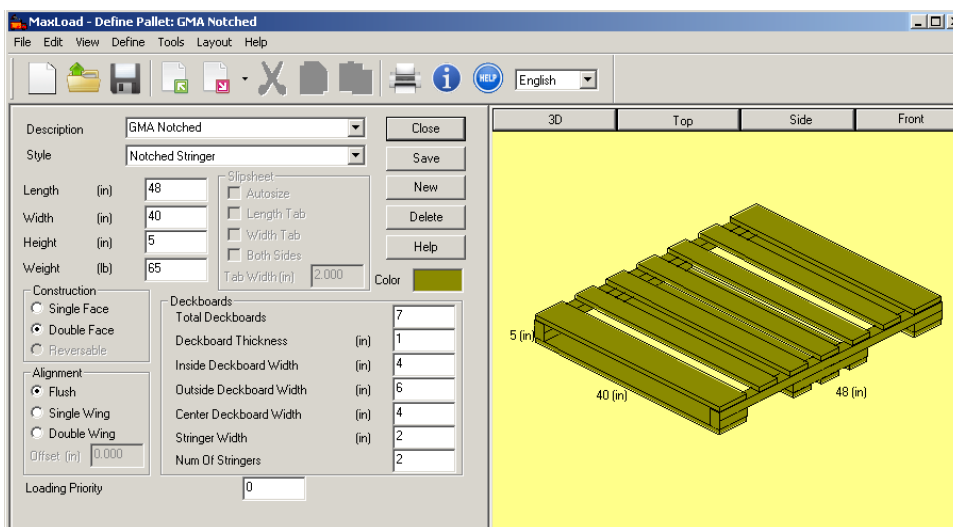 MaxLoad - Define Pallet: GMA Notched
File Edit View Define Tools Layout Help
HELP English
Description GMA Notched Close
Style Notched Stringer Save
Length (in) 48
Width (in) 40
Height (in) 5
Weight (lb) 65
Slipsheet
Autosize
Length Tab
Width Tab
Both Sides
Tab Width (in) 2.000
New
Delete
Help
Color
Construction
Single Face
Double Face
Reversable
Alignment
Flush
Single Wing
Double Wing
Offset (in) 0.000
Deckboards
Total Deckboards 7
Deckboard Thickness (in) 1
Inside Deckboard Width (in) 4
Outside Deckboard Width (in) 6
Center Deckboard Width (in) 4
Stringer Width (in) 2
Num Of Stringers 2
Loading Priority 0
3D Top Side Front
5 (in)
40 (in)
48 (in)